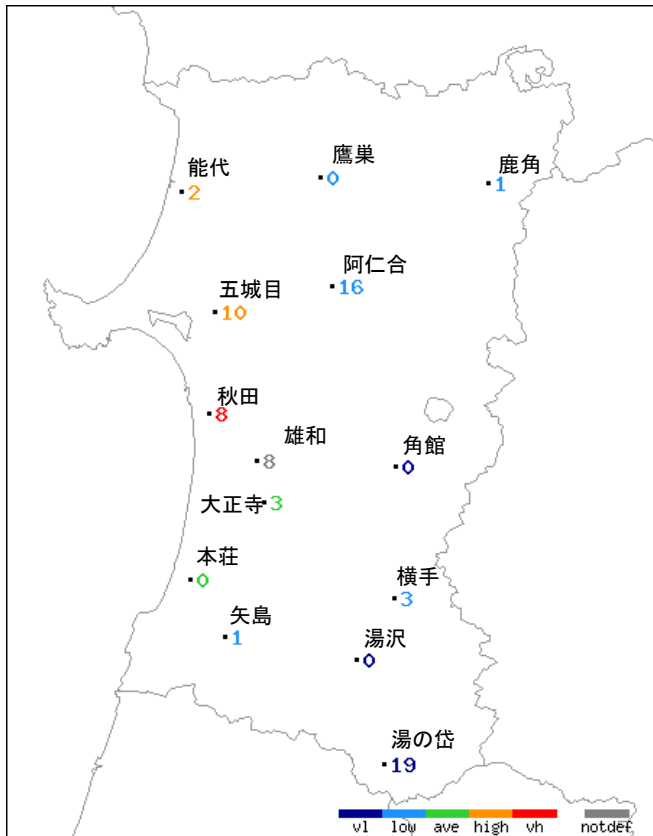 能代
2
鷹巣
0
鹿角
1
阿仁合
16
五城目
10
秋田
8
雄和
8
角館
0
大正寺 3
本荘
0
横手
3
矢島
1
湯沢
0
湯の岱
19
vl low ave high vh notdef